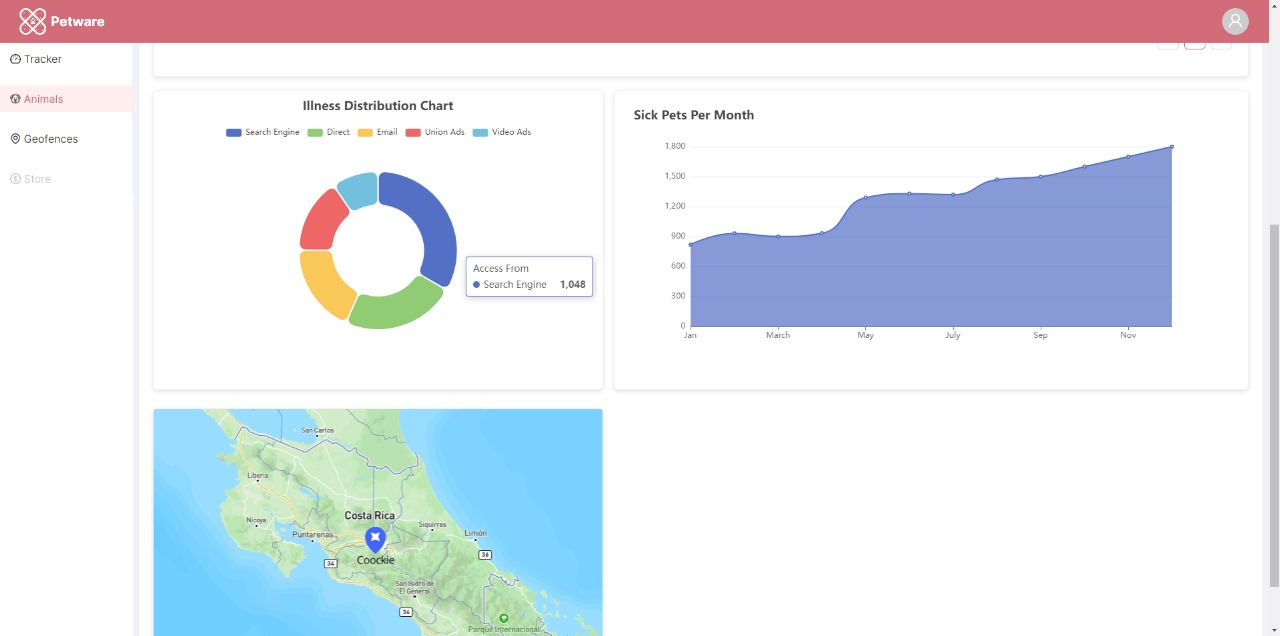 Petware
Tracker
Animals
Geofences
Store
Illness Distribution Chart
Search Engine Direct Email Union Ads Video Ads
Access From
Search Engine 1,048
Sick Pets Per Month
1,800
1,500
1,200
900
600
300
0
Jan March May July Sep Nov
San Carlos
Liberia
Costa Rica
Nicoya
Siquirres
Puntarenas
Limón
36
Coockie
34
San Isidro de
El General
34
Parque Internacional